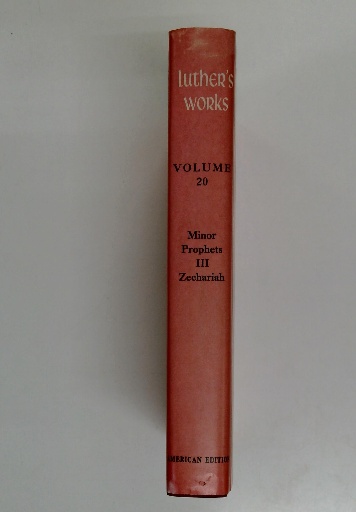 Luther's
Works
VOLUME
20
Minor
Prophets
III
Zechariah
AMERICAN EDITION